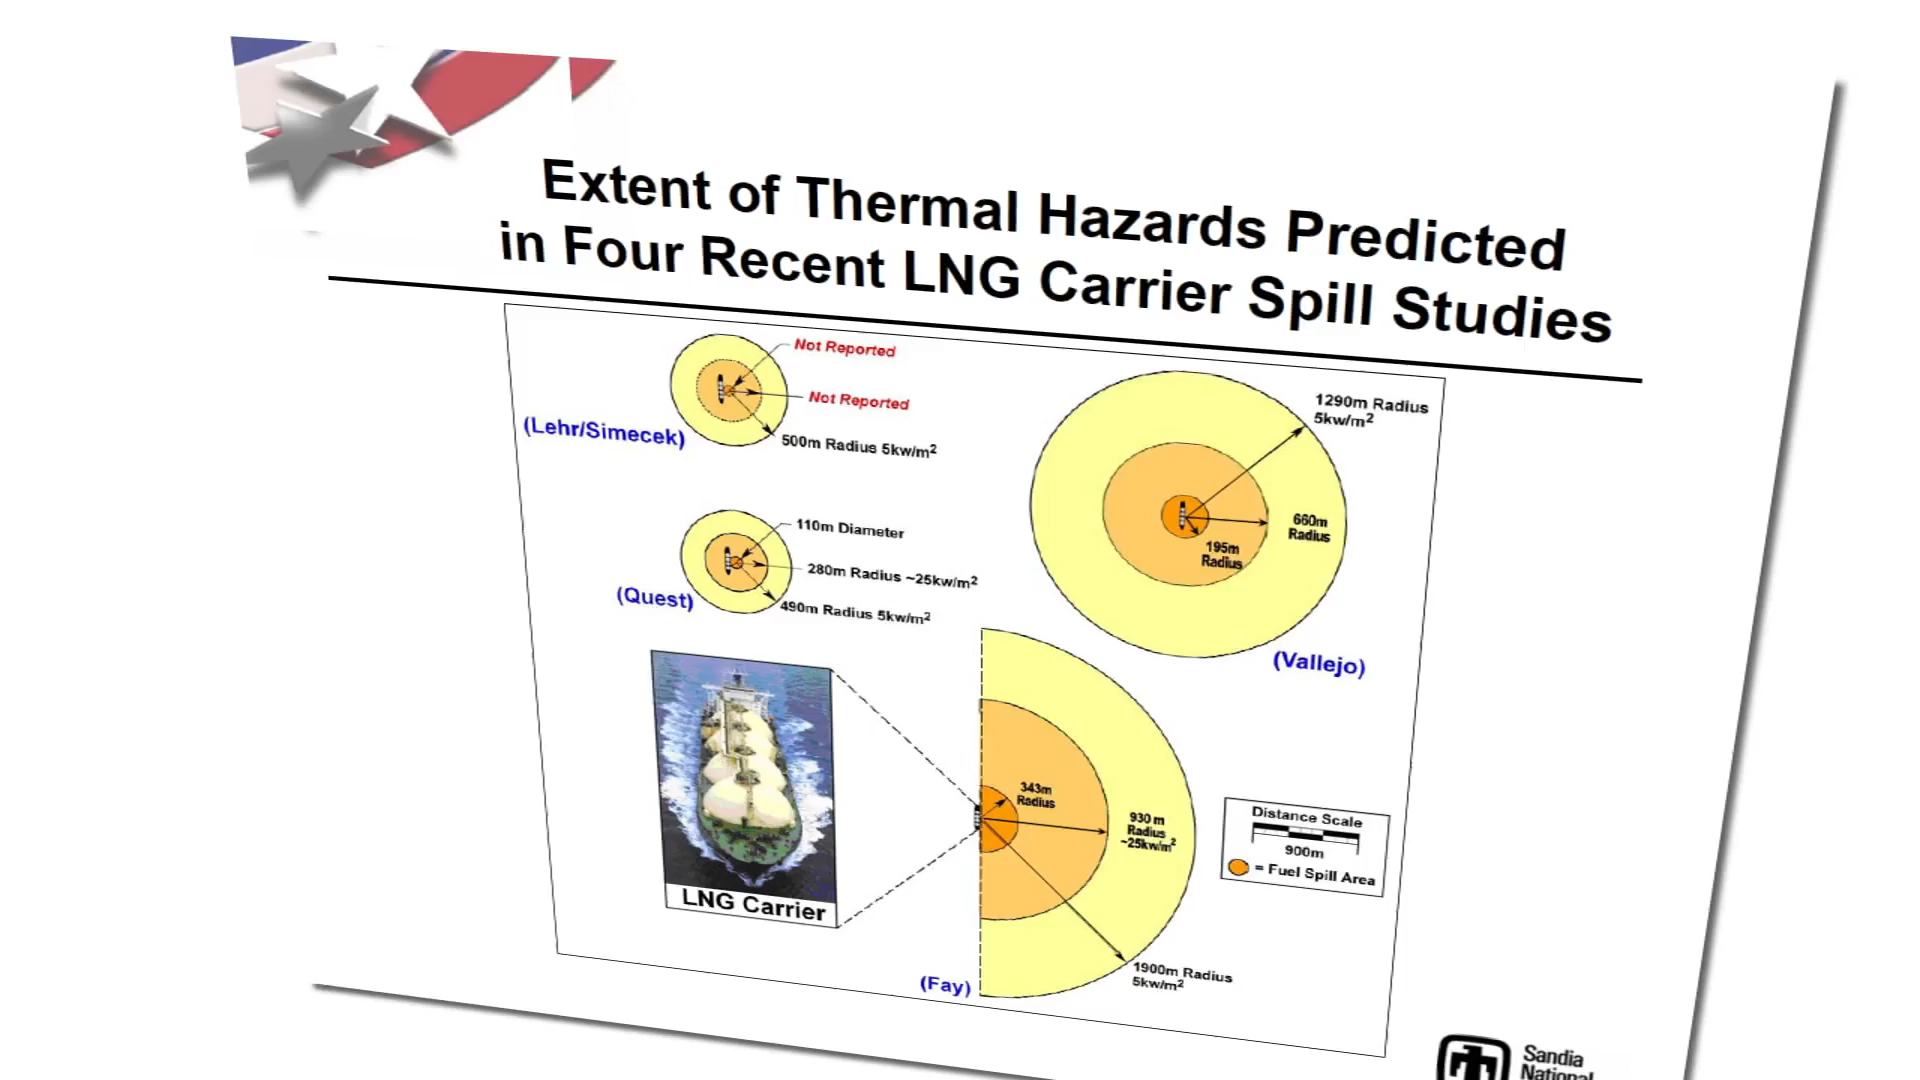 Extent of Thermal Hazards Predicted
in Four Recent LNG Carrier Spill Studies
Not Reported
Not Reported
(Lehr/Simecek)
500m Radius 5kw/m²
110m Diameter
280m Radius ~25kw/m²
(Quest)
490m Radius 5kw/m²
1290m Radius
5kw/m²
660m
Radius
195m
Radius
(Vallejo)
LNG Carrier
343m
Radius
930 m
Radius
~25kw/m²
1900m Radius
5kw/m²
(Fay)
Distance Scale
900m
= Fuel Spill Area
Sandia
National